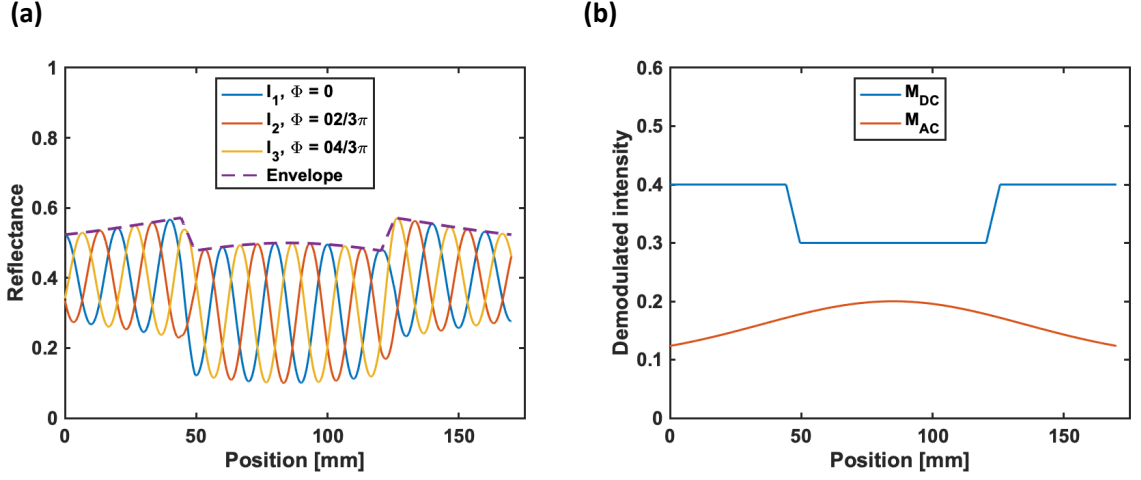 (a)
Reflectance
1
0.8
0.6
0.4
0.2
0
0
50
100
150
Position [mm]
I₁, Φ = 0
I₂, Φ = 02/3π
I₃, Φ = 04/3π
Envelope
(b)
Demodulated intensity
0.6
0.5
0.4
0.3
0.2
0.1
0
0
50
100
150
Position [mm]
M_DC
M_AC